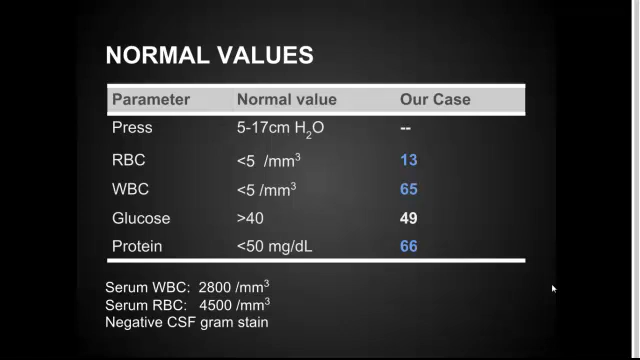 NORMAL VALUES
Parameter Normal value Our Case
Press 5-17cm H₂O --
RBC <5 /mm³ 13
WBC <5 /mm³ 65
Glucose >40 49
Protein <50 mg/dL 66
Serum WBC: 2800 /mm³
Serum RBC: 4500 /mm³
Negative CSF gram stain